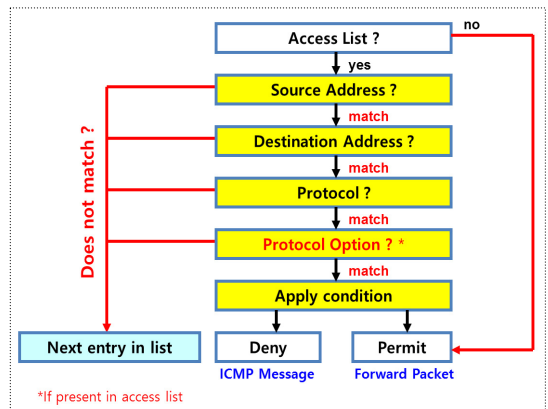 no
Access List ?
yes
Source Address ?
match
Destination Address ?
match
Protocol ?
match
Protocol Option ? *
match
Apply condition
Does not match ?
Next entry in list
Deny
Permit
ICMP Message
Forward Packet
*If present in access list